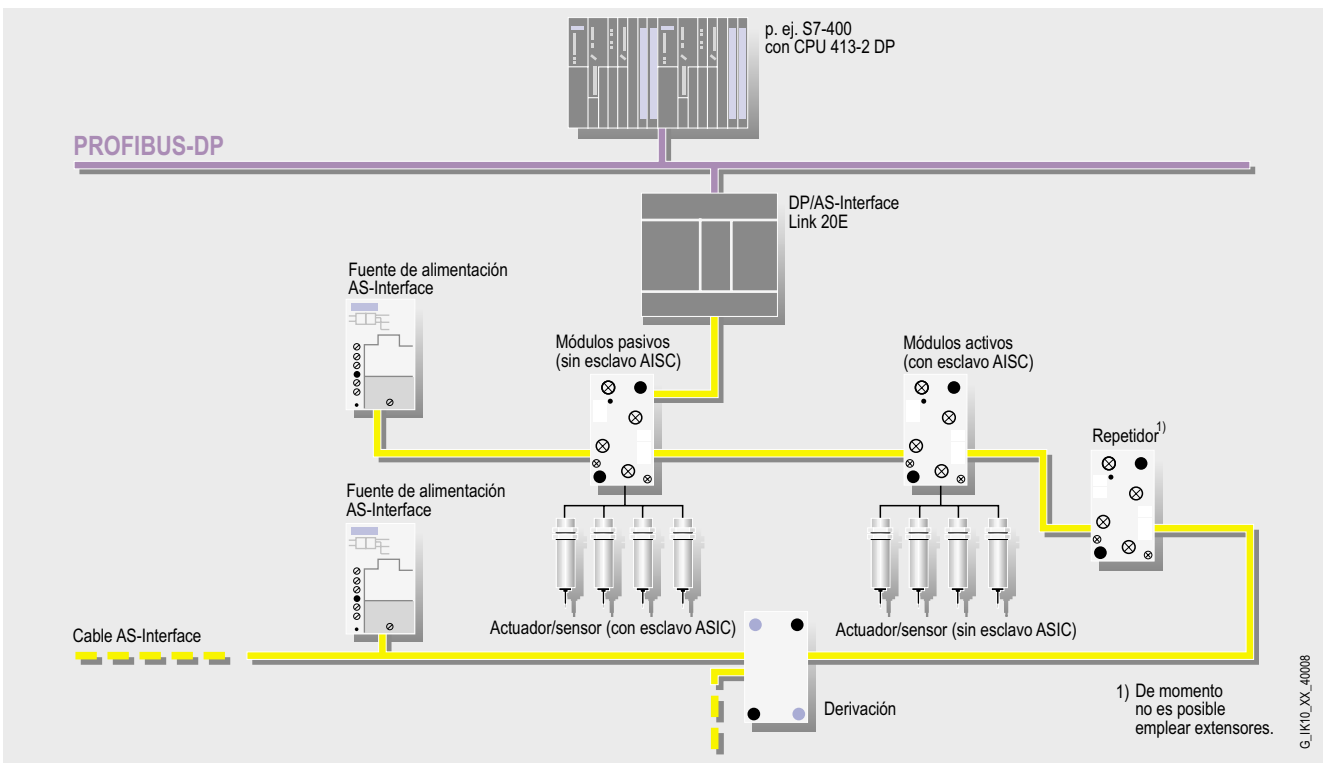 p. ej. S7-400
con CPU 413-2 DP
PROFIBUS-DP
DP/AS-Interface
Link 20E
Fuente de alimentación
AS-Interface
Módulos pasivos
(sin esclavo AISC)
Módulos activos
(con esclavo AISC)
Repetidor1)
Fuente de alimentación
AS-Interface
Actuador/sensor (con esclavo ASIC)
Actuador/sensor (sin esclavo ASIC)
Cable AS-Interface
Derivación
1) De momento
no es posible
emplear extensores.
G_IK10_XX_40008